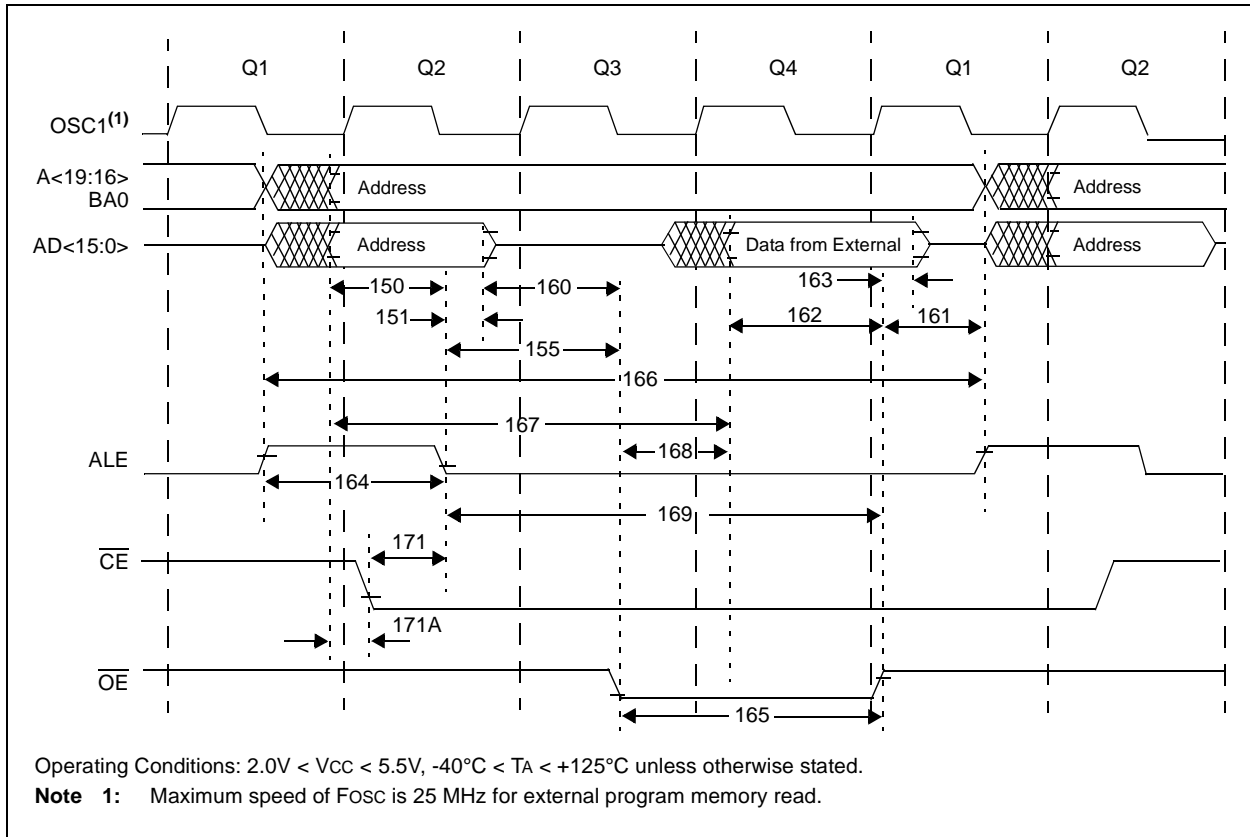 Q1 Q2 Q3 Q4 Q1 Q2
OSC1(1)
A<19:16>
BA0
Address
Address
AD<15:0>
Address
Data from External
Address
150
160
163
151
162
161
155
166
167
168
ALE
164
169
171
CE
171A
OE
165
Operating Conditions: 2.0V < VCC < 5.5V, -40°C < TA < +125°C unless otherwise stated.
Note 1: Maximum speed of FOSC is 25 MHz for external program memory read.